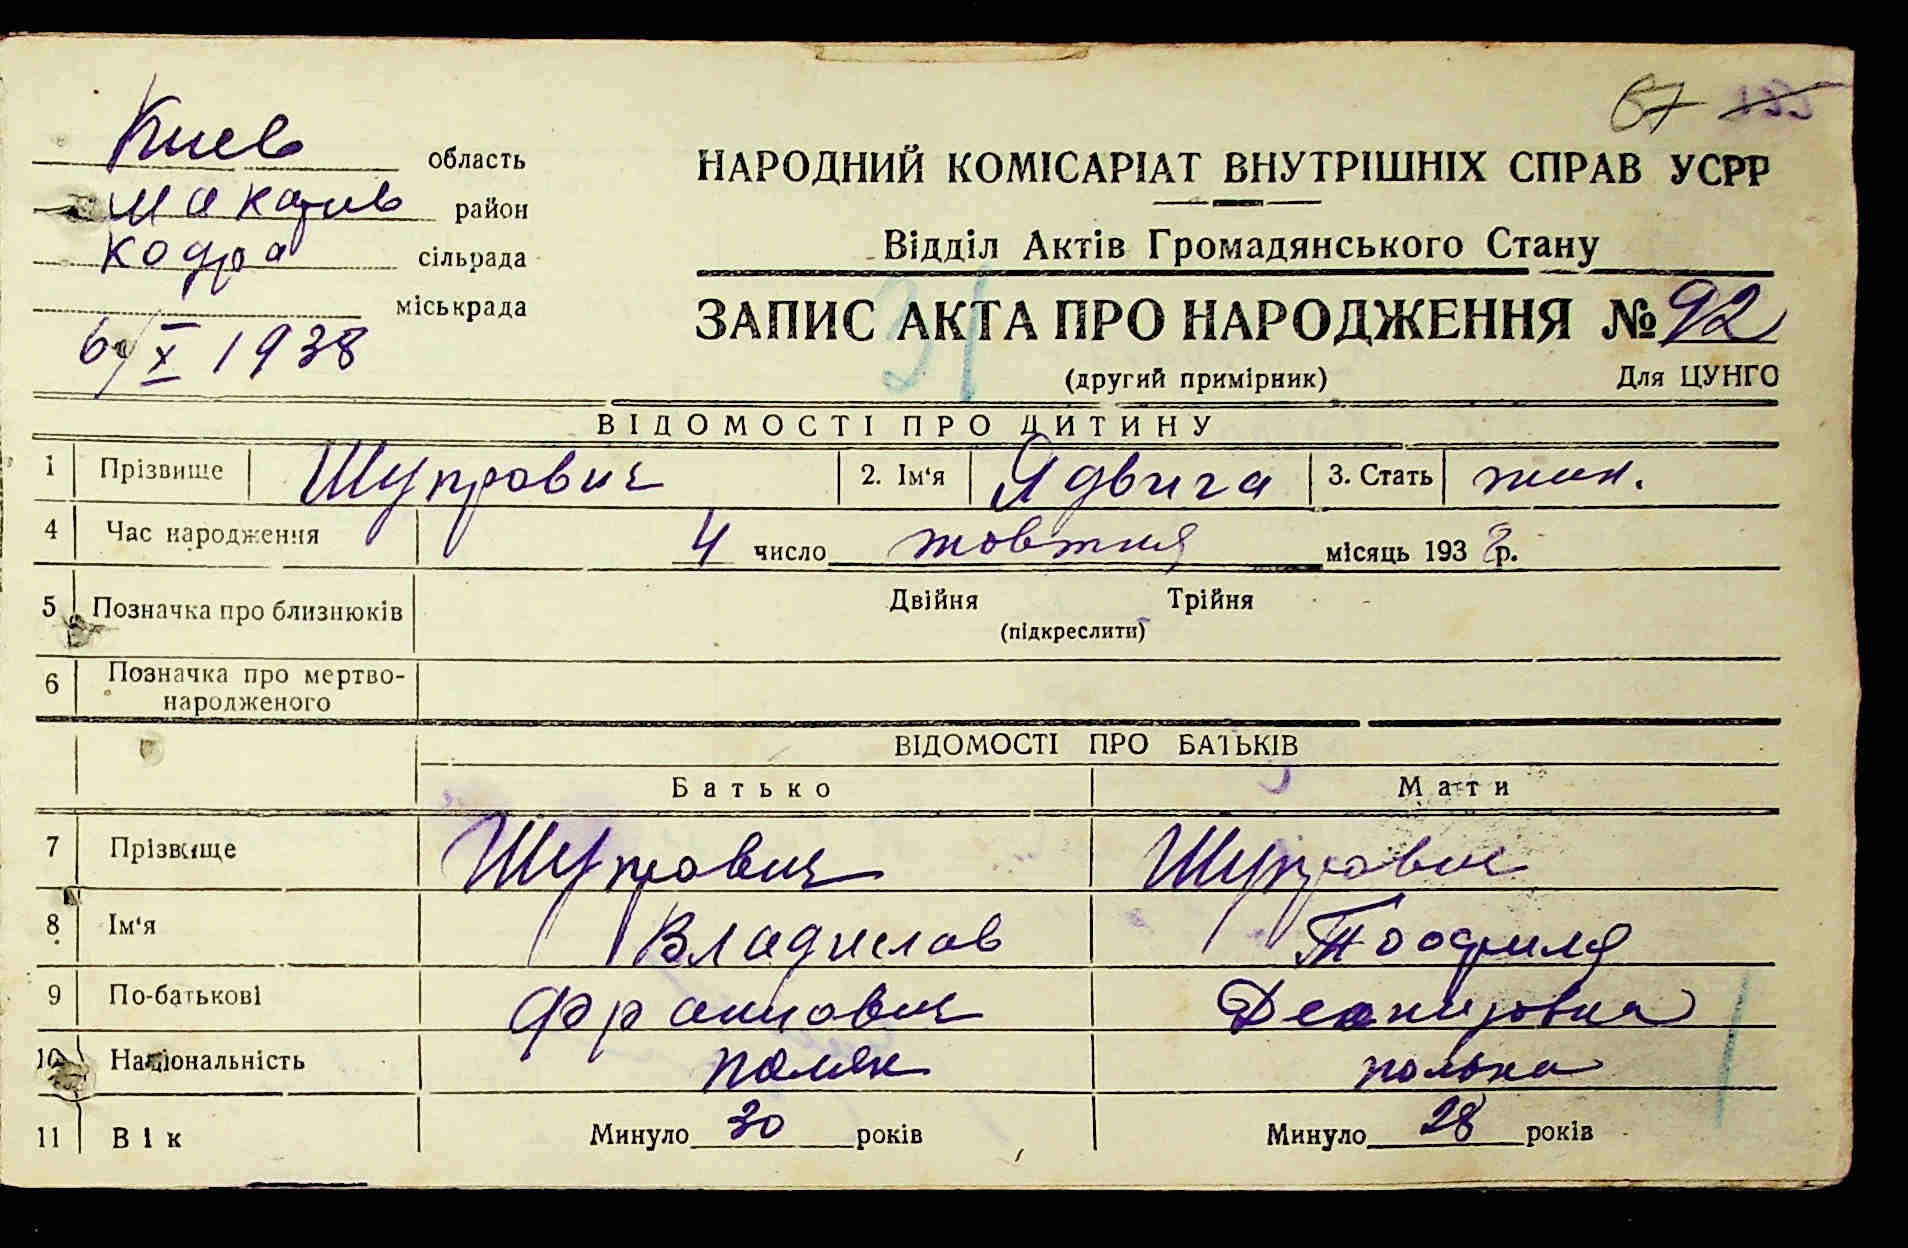 67
Киев область
Макарів район
Кодра сільрада
міськрада
6/X 1938
НАРОДНИЙ КОМІСАРІАТ ВНУТРІШНІХ СПРАВ УСРР
Відділ Актів Громадянського Стану
31
ЗАПИС АКТА ПРО НАРОДЖЕННЯ № 92
(другий примірник) Для ЦУНГО
ВІДОМОСТІ ПРО ДИТИНУ
1 Прізвище Шупрович 2. Ім'я Ядвига 3. Стать жін.
4 Час народження 4 число жовтня місяць 1938 р.
5 Позначка про близнюків Двійня Трійня
(підкреслити)
6 Позначка про мертво-
народженого
ВІДОМОСТІ ПРО БАТЬКІВ
Батько Мати
7 Прізвище Шупрович Шупрович
8 Ім'я Владислав Теофиля
9 По-батькові Францович
10 Національність поляк полька
11 Вік Минуло 30 років Минуло 28 років